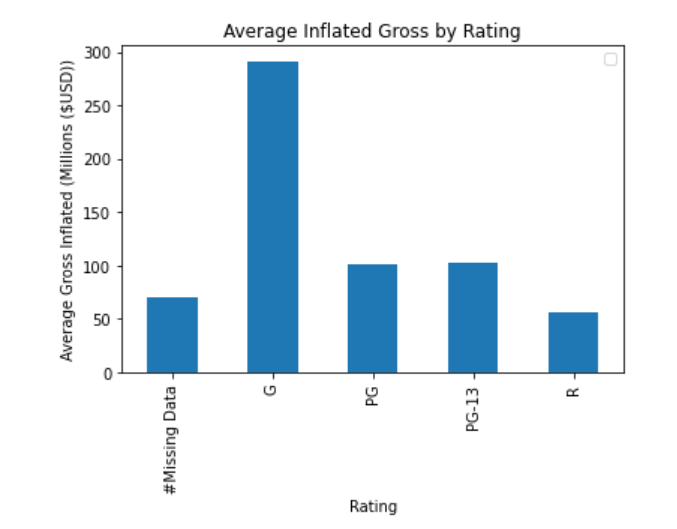 Average Inflated Gross by Rating
Average Gross Inflated (Millions ($USD))
300
250
200
150
100
50
0
#Missing Data
G
PG
PG-13
R
Rating